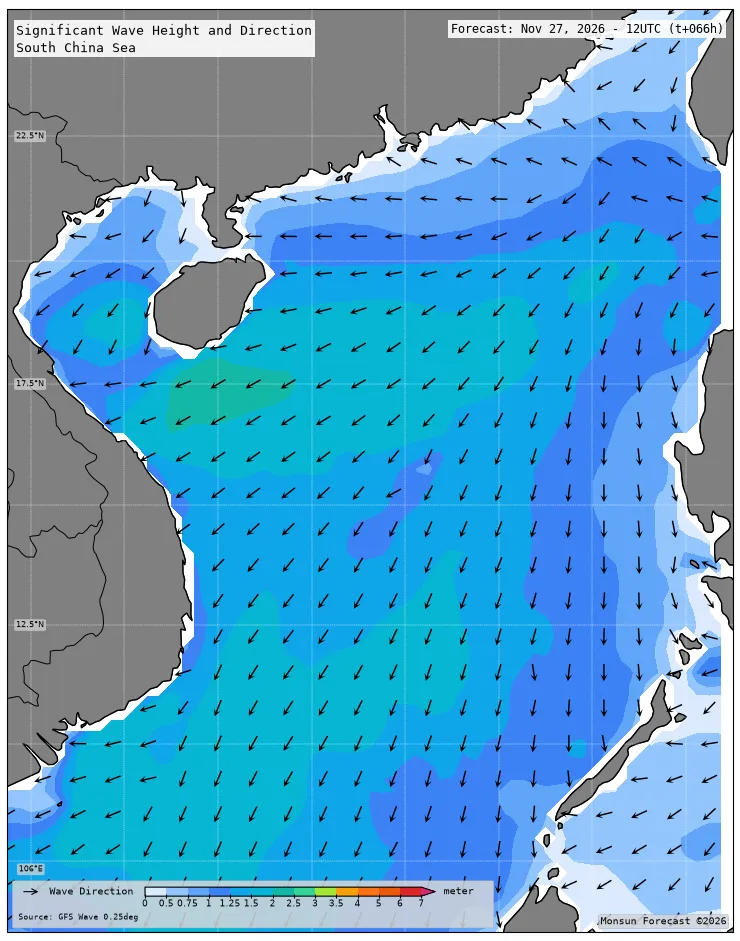 Significant Wave Height and Direction
South China Sea
Forecast: Nov 27, 2026 - 12UTC (t+066h)
22.5°N
17.5°N
12.5°N
106°E
Wave Direction
0 0.5 0.75 1 1.25 1.5 2 2.5 3 3.5 4 5 6 7
meter
Source: GFS Wave 0.25deg
Monsun Forecast ©2026